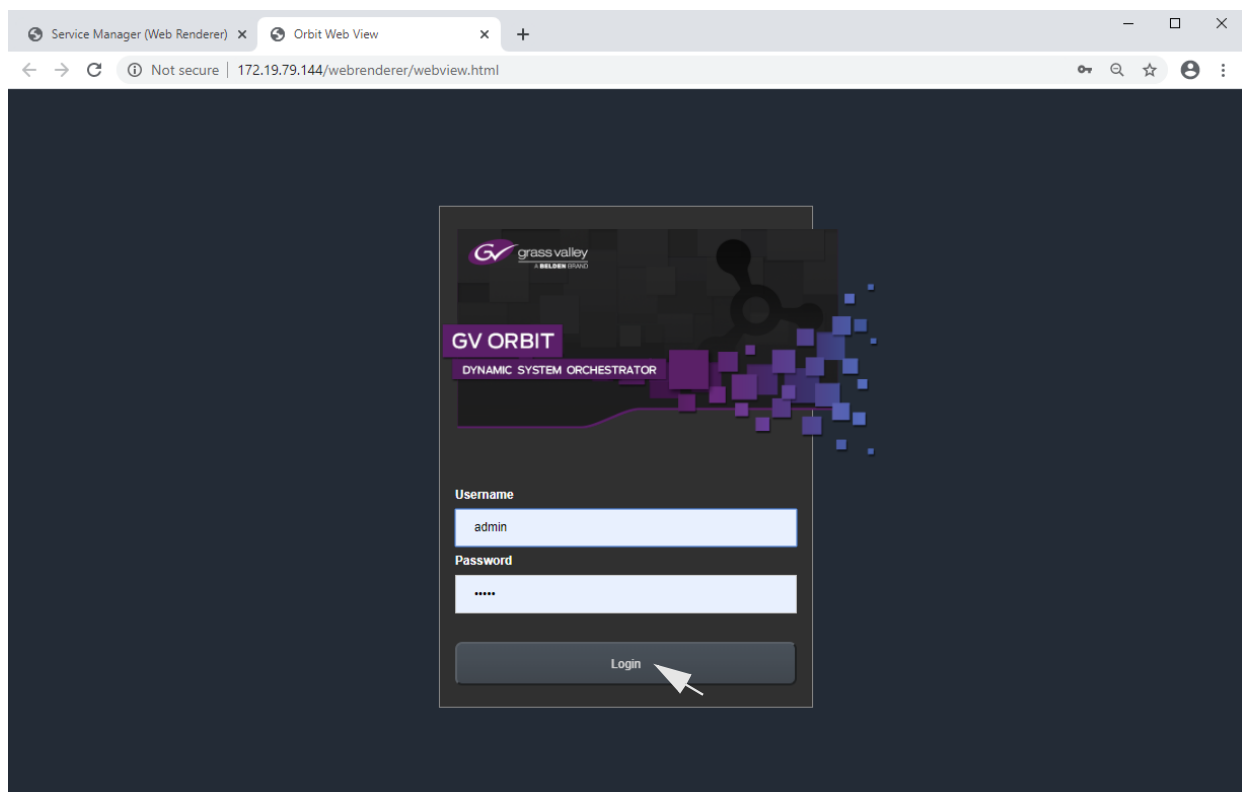 Service Manager (Web Renderer)
Orbit Web View
Not secure | 172.19.79.144/webrenderer/webview.html
GV grass valley
A BELDEN BRAND
GV ORBIT
DYNAMIC SYSTEM ORCHESTRATOR
Username
admin
Password
•••••
Login